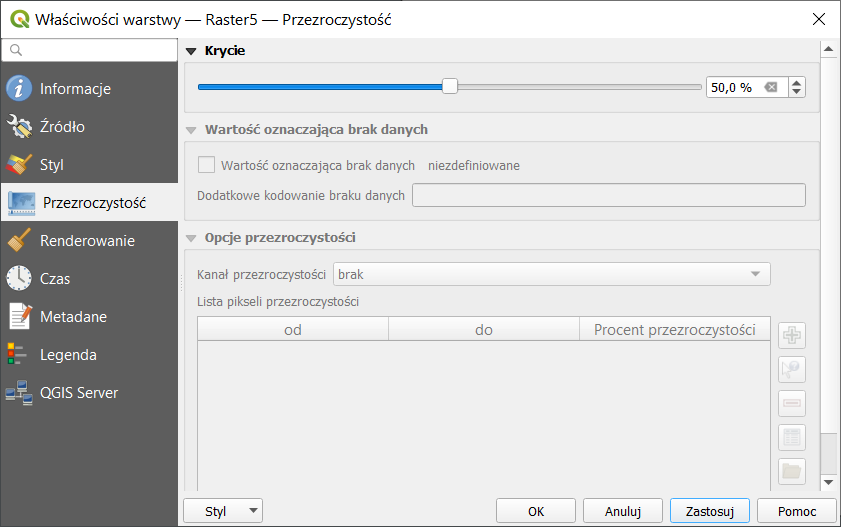 Właściwości warstwy — Raster5 — Przezroczystość
Informacje
Źródło
Styl
Przezroczystość
Renderowanie
Czas
Metadane
Legenda
QGIS Server
Krycie
50,0 %
Wartość oznaczająca brak danych
Wartość oznaczająca brak danych niezdefiniowane
Dodatkowe kodowanie braku danych
Opcje przezroczystości
Kanał przezroczystości brak
Lista pikseli przezroczystości
od do Procent przezroczystości
Styl OK Anuluj Zastosuj Pomoc